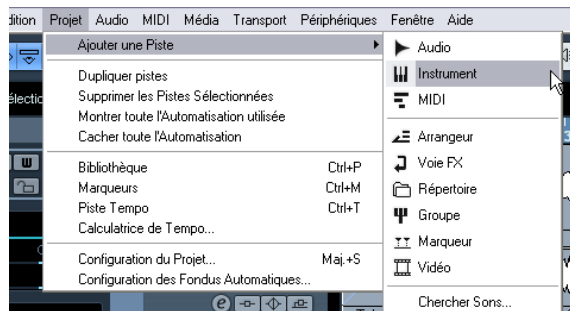 dition Projet Audio MIDI Média Transport Périphériques Fenêtre Aide
Ajouter une Piste
Dupliquer pistes
Supprimer les Pistes Sélectionnées
Montrer toute l'Automatisation utilisée
Cacher toute l'Automatisation
Bibliothèque Ctrl+P
Marqueurs Ctrl+M
Piste Tempo Ctrl+T
Calculatrice de Tempo...
Configuration du Projet... Maj.+S
Configuration des Fondus Automatiques...
Audio
Instrument
MIDI
Arrangeur
Voie FX
Répertoire
Groupe
Marqueur
Vidéo
Chercher Sons...
électio
W
e